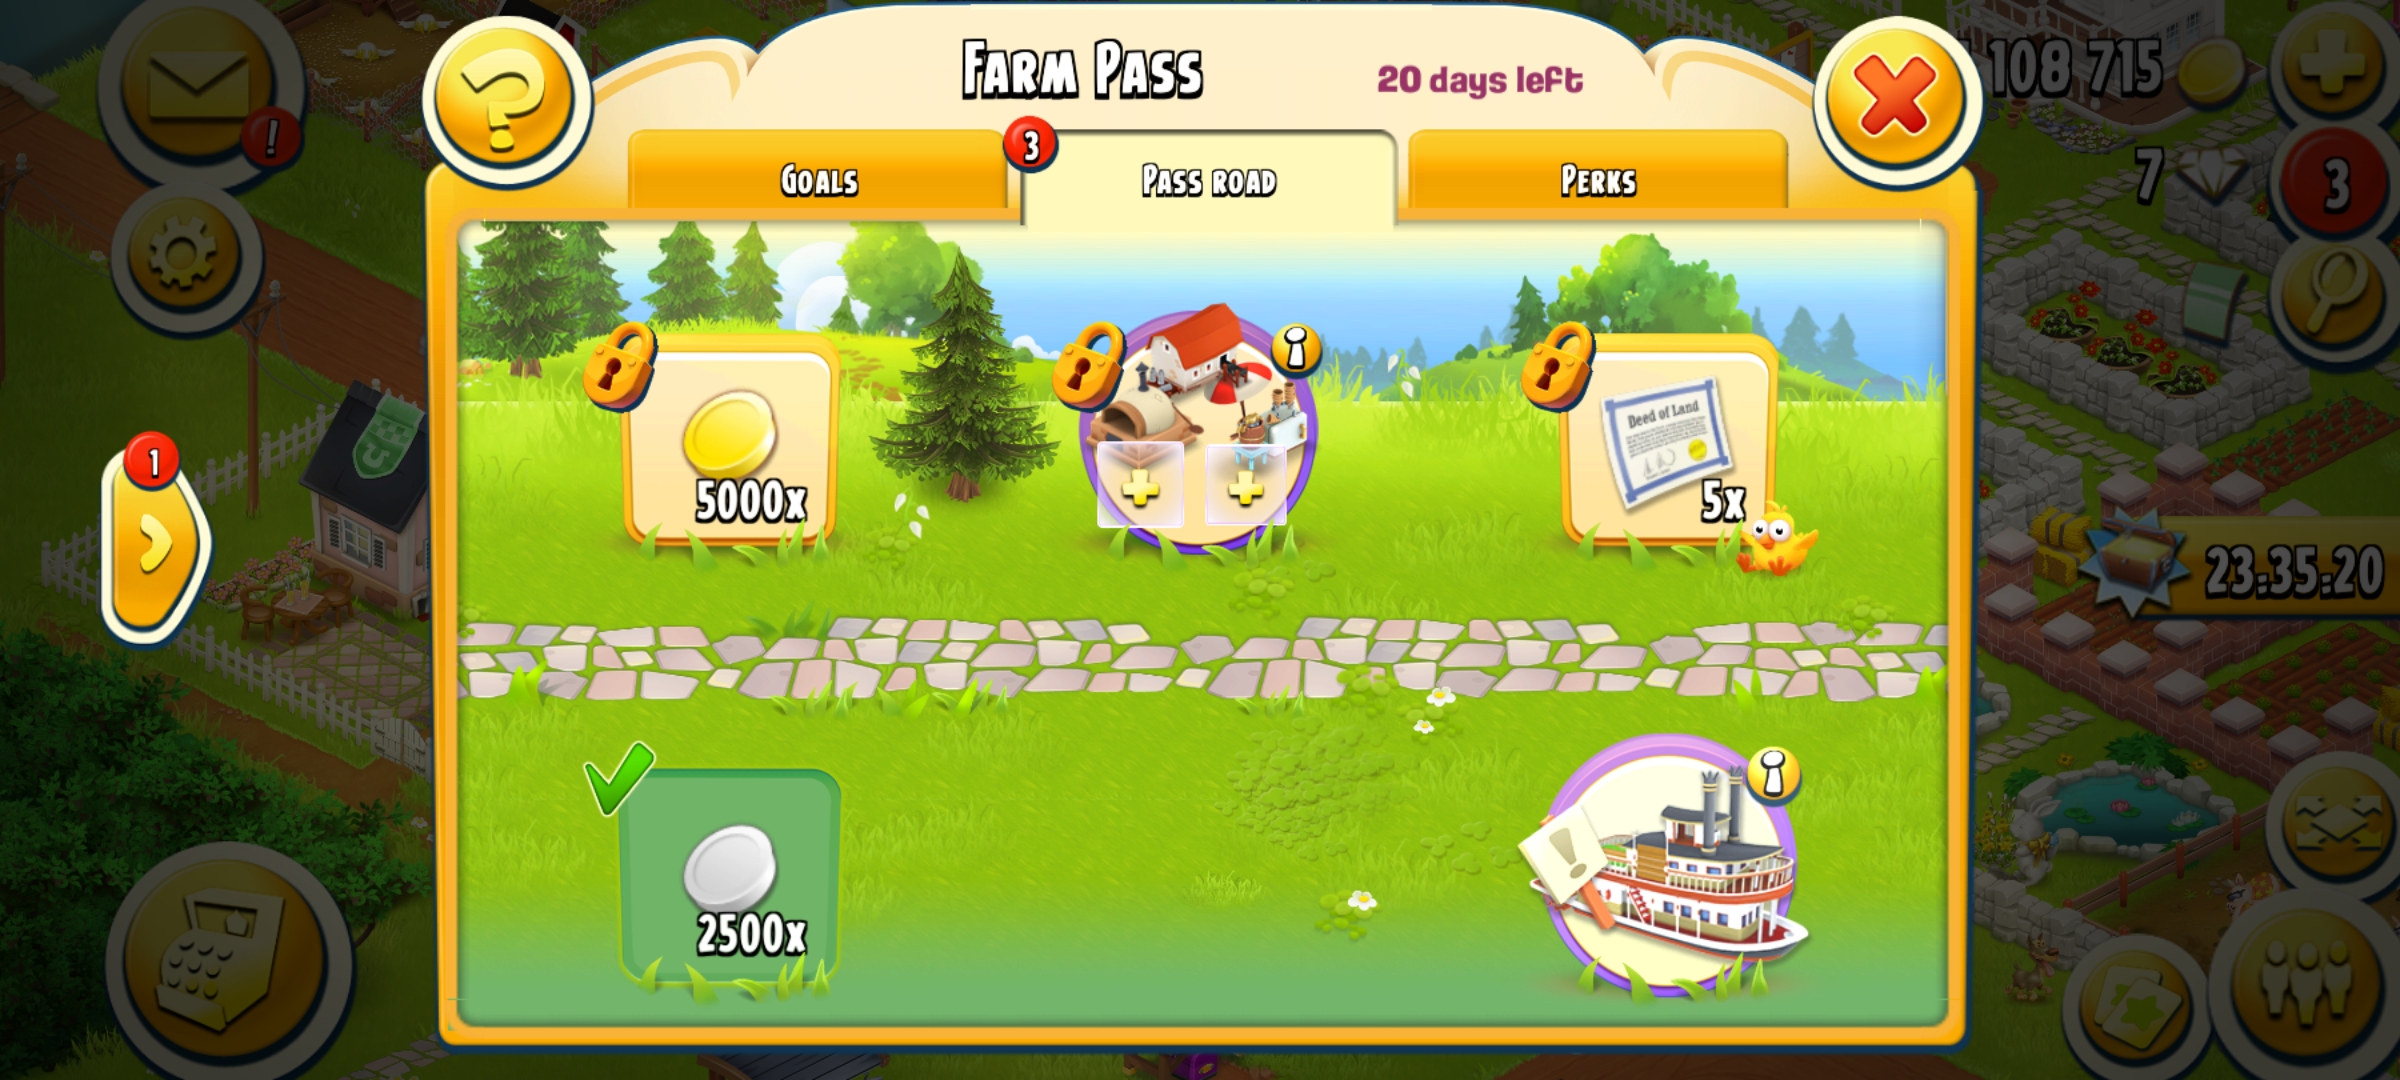 FARM PASS
20 days left
108 715
!
GOALS
3
PASS ROAD
PERKS
7
3
Deed of Land
5000x
5x
1
23:35:20
2500x